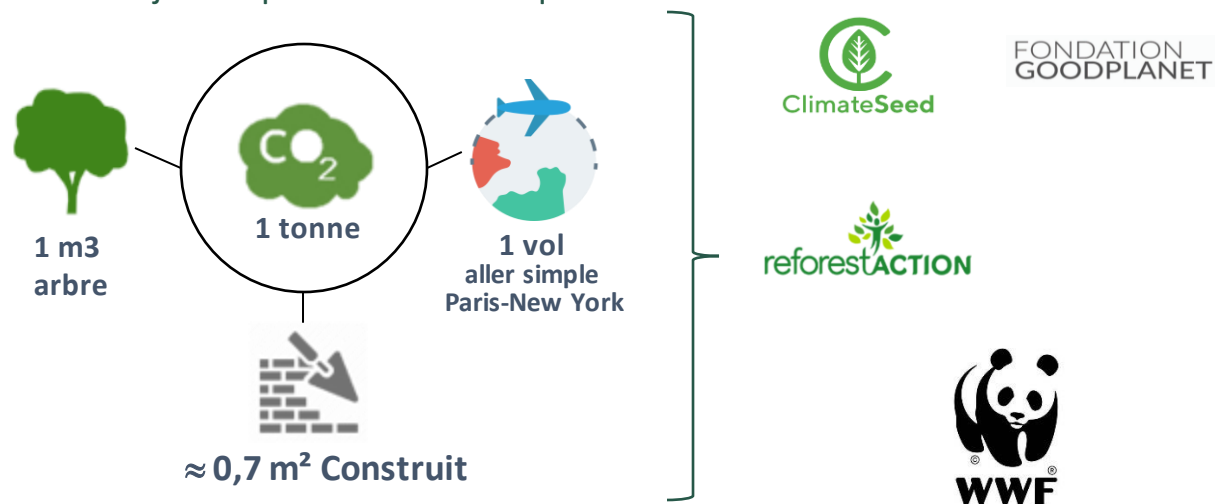 CO2
1 tonne
1 m3
arbre
1 vol
aller simple
Paris-New York
≈ 0,7 m² Construit
ClimateSeed
FONDATION
GOODPLANET
reforestACTION
©
®
WWF